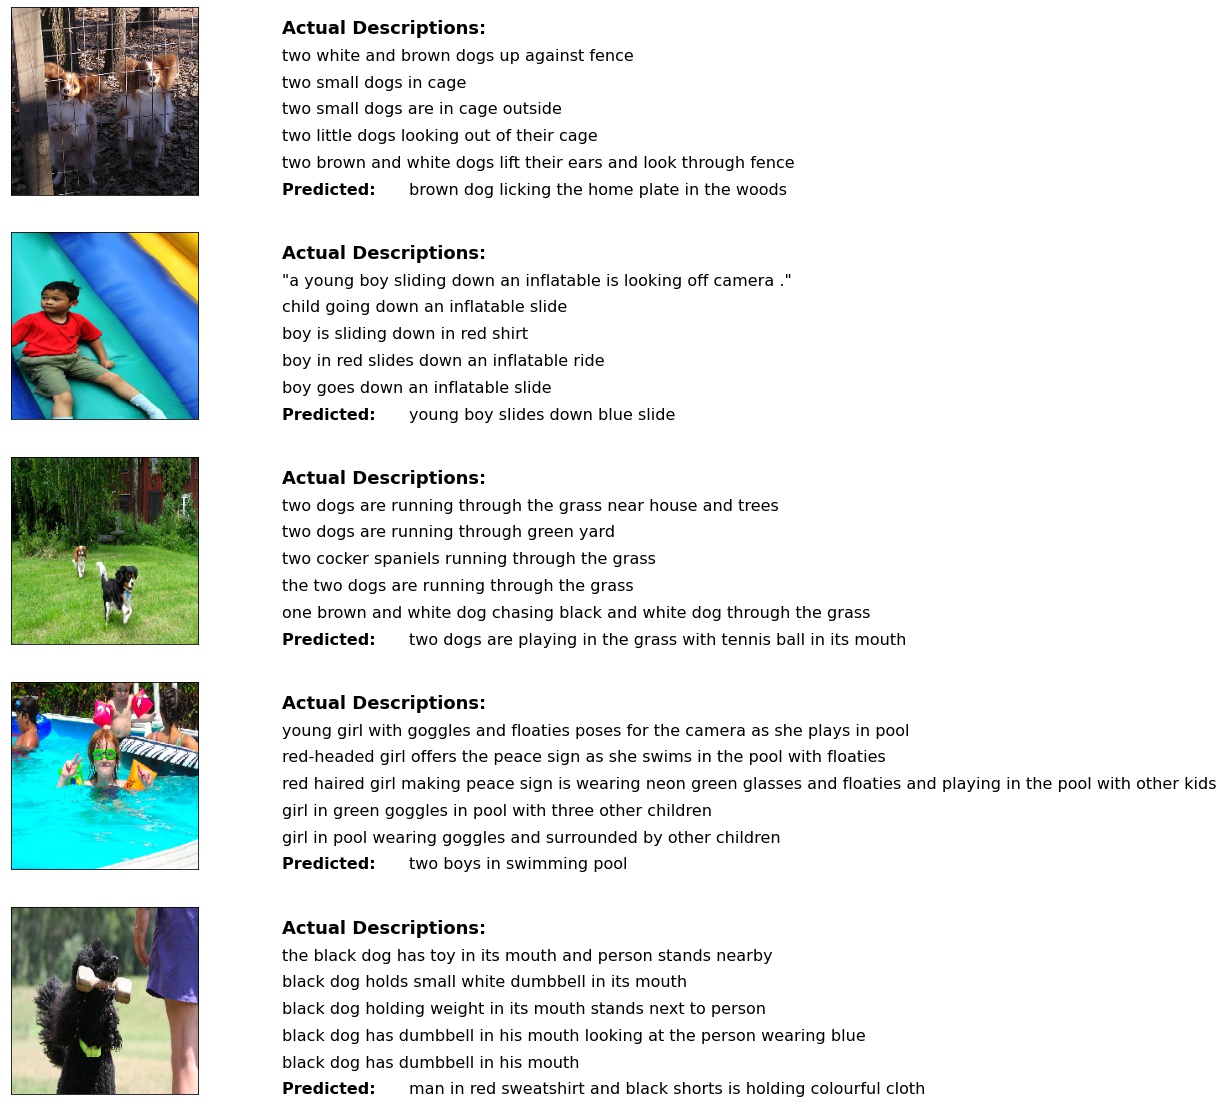 Actual Descriptions:
two white and brown dogs up against fence
two small dogs in cage
two small dogs are in cage outside
two little dogs looking out of their cage
two brown and white dogs lift their ears and look through fence
Predicted: brown dog licking the home plate in the woods
Actual Descriptions:
"a young boy sliding down an inflatable is looking off camera ."
child going down an inflatable slide
boy is sliding down in red shirt
boy in red slides down an inflatable ride
boy goes down an inflatable slide
Predicted: young boy slides down blue slide
Actual Descriptions:
two dogs are running through the grass near house and trees
two dogs are running through green yard
two cocker spaniels running through the grass
the two dogs are running through the grass
one brown and white dog chasing black and white dog through the grass
Predicted: two dogs are playing in the grass with tennis ball in its mouth
Actual Descriptions:
young girl with goggles and floaties poses for the camera as she plays in pool
red-headed girl offers the peace sign as she swims in the pool with floaties
red haired girl making peace sign is wearing neon green glasses and floaties and playing in the pool with other kids
girl in green goggles in pool with three other children
girl in pool wearing goggles and surrounded by other children
Predicted: two boys in swimming pool
Actual Descriptions:
the black dog has toy in its mouth and person stands nearby
black dog holds small white dumbbell in its mouth
black dog holding weight in its mouth stands next to person
black dog has dumbbell in his mouth looking at the person wearing blue
black dog has dumbbell in his mouth
Predicted: man in red sweatshirt and black shorts is holding colourful cloth